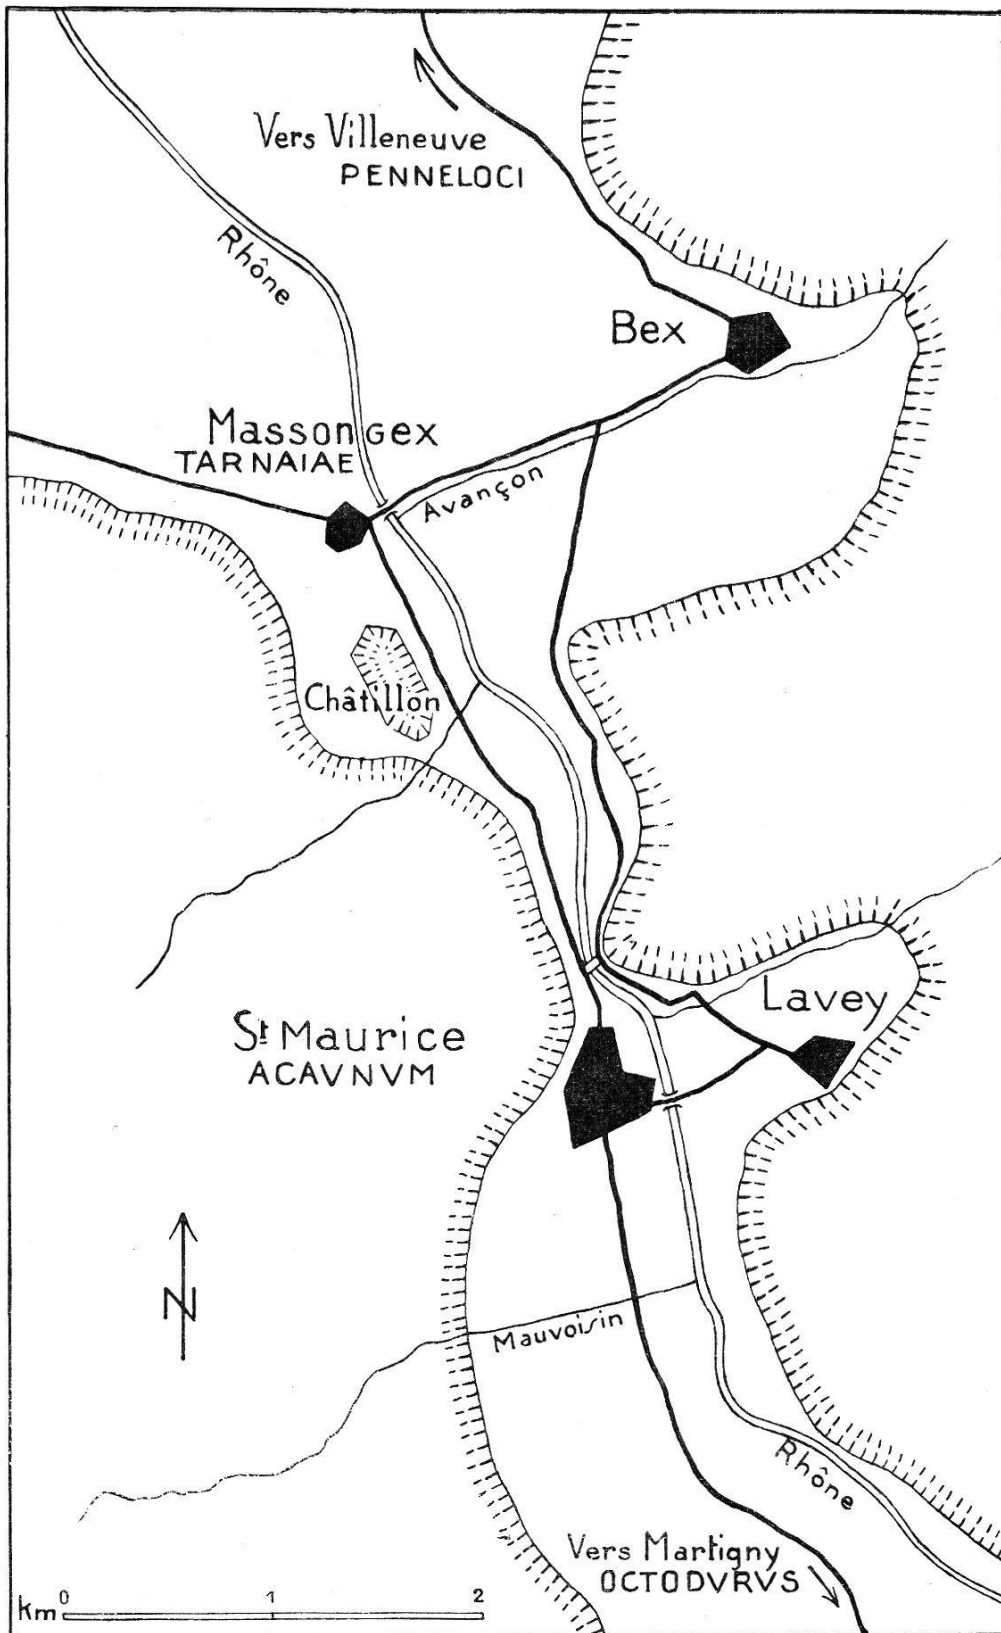 Vers Villeneuve
PENNELOCI
Rhône
Bex
Massongex
TARNAIAE
Avançon
Châtillon
Lavey
St Maurice
ACAVNVM
N
Mauvoisin
Rhône
Vers Martigny
OCTODVRVS
km 0 1 2